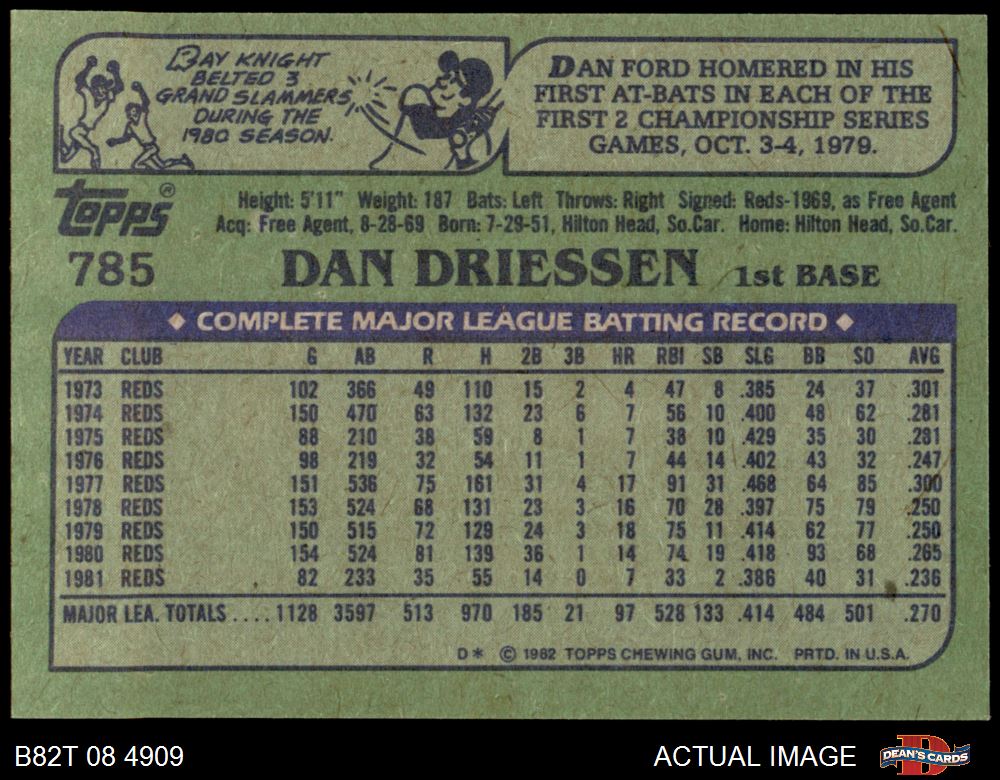 RAY KNIGHT
BELTED 3
GRAND SLAMMERS
DURING THE
1980 SEASON.
DAN FORD HOMERED IN HIS
FIRST AT-BATS IN EACH OF THE
FIRST 2 CHAMPIONSHIP SERIES
GAMES, OCT. 3-4, 1979.
topps®
Height: 5'11" Weight: 187 Bats: Left Throws: Right Signed: Reds-1969, as Free Agent
Acq: Free Agent, 8-28-69 Born: 7-29-51, Hilton Head, So.Car. Home: Hilton Head, So.Car.
785 DAN DRIESSEN 1st BASE
◆ COMPLETE MAJOR LEAGUE BATTING RECORD ◆
YEAR CLUB G AB R H 2B 3B HR RBI SB SLG BB SO AVG
1973 REDS 102 366 49 110 15 2 4 47 8 .385 24 37 .301
1974 REDS 150 470 63 132 23 6 7 56 10 .400 48 62 .281
1975 REDS 88 210 38 59 8 1 7 38 10 .429 35 30 .281
1976 REDS 98 219 32 54 11 1 7 44 14 .402 43 32 .247
1977 REDS 151 536 75 161 31 4 17 91 31 .468 64 85 .300
1978 REDS 153 524 68 131 23 3 16 70 28 .397 75 79 .250
1979 REDS 150 515 72 129 24 3 18 75 11 .414 62 77 .250
1980 REDS 154 524 81 139 36 1 14 74 19 .418 93 68 .265
1981 REDS 82 233 35 55 14 0 7 33 2 .386 40 31 .236
MAJOR LEA. TOTALS .... 1128 3597 513 970 185 21 97 528 133 .414 484 501 .270
D* © 1982 TOPPS CHEWING GUM, INC. PRTD. IN U.S.A.
B82T 08 4909 ACTUAL IMAGE DEAN'S CARDS